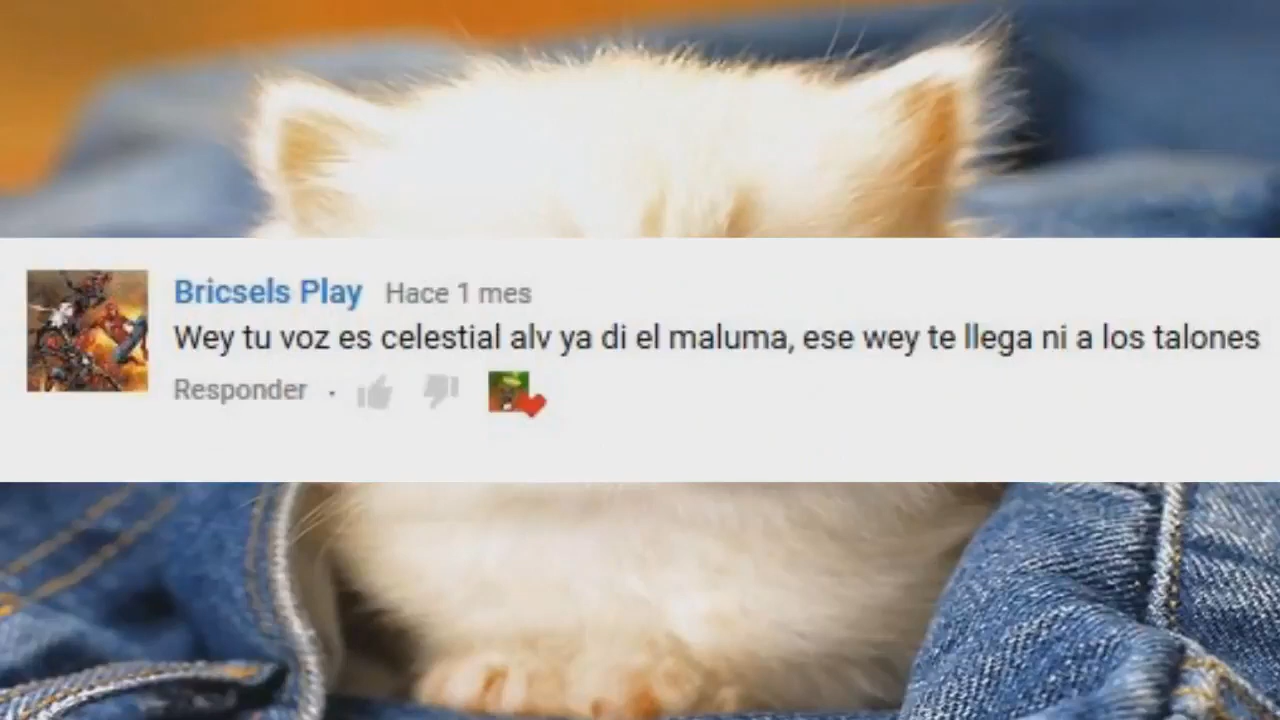 Bricsels Play Hace 1 mes
Wey tu voz es celestial alv ya di el maluma, ese wey te llega ni a los talones
Responder ·